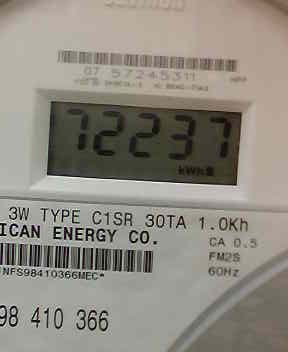 07 57245311
72237
kWh
3W TYPE C1SR 30TA 1.0Kh
ICAN ENERGY CO.
CA 0.5
FM2S
60Hz
NFS98410366MEC*
98 410 366